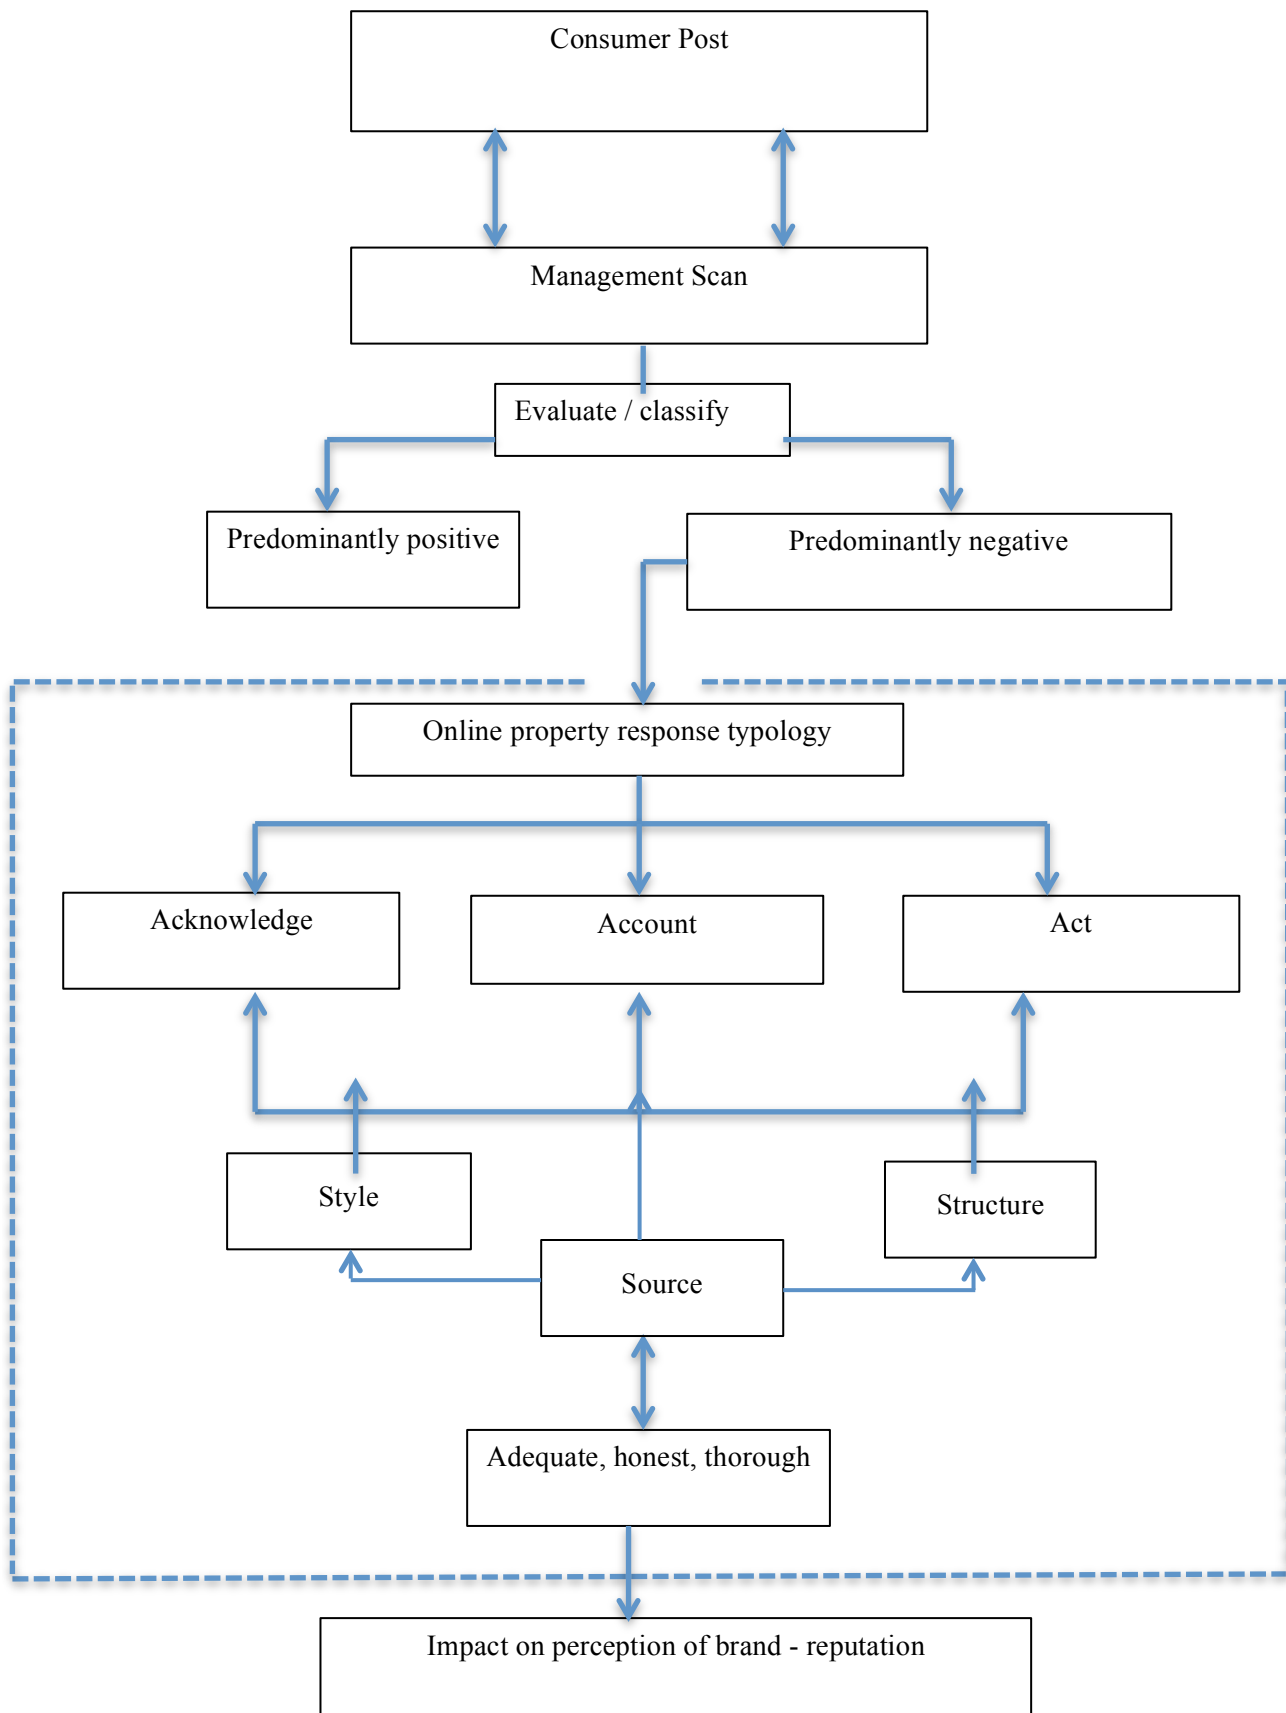 Consumer Post
Management Scan
Evaluate / classify
Predominantly positive
Predominantly negative
Online property response typology
Acknowledge
Account
Act
Style
Structure
Source
Adequate, honest, thorough
Impact on perception of brand - reputation